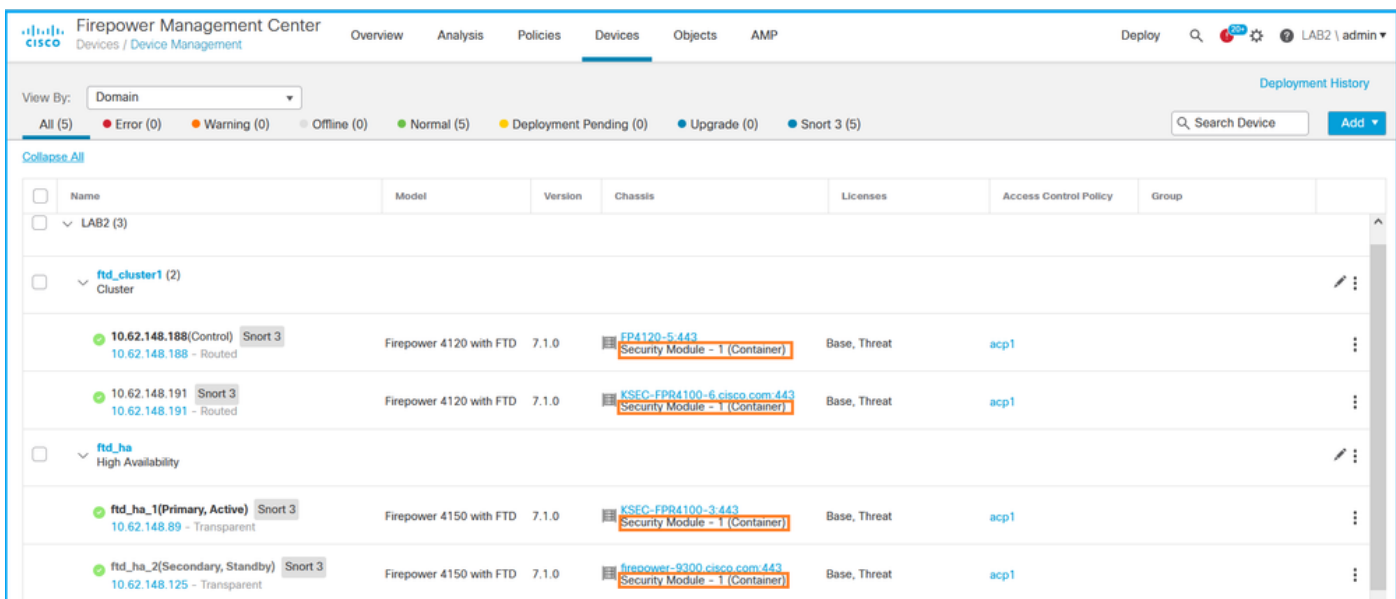 Firepower Management Center
CISCO Devices / Device Management
Overview Analysis Policies Devices Objects AMP Deploy 20+ LAB2 \ admin
Deployment History
View By: Domain
All (5) Error (0) Warning (0) Offline (0) Normal (5) Deployment Pending (0) Upgrade (0) Snort 3 (5) Search Device Add
Collapse All
Name Model Version Chassis Licenses Access Control Policy Group
LAB2 (3)
ftd_cluster1 (2)
Cluster
10.62.148.188(Control) Snort 3
10.62.148.188 - Routed
Firepower 4120 with FTD 7.1.0
FP4120-5:443
Security Module - 1 (Container)
Base, Threat acp1
10.62.148.191 Snort 3
10.62.148.191 - Routed
Firepower 4120 with FTD 7.1.0
KSEC-FPR4100-6.cisco.com:443
Security Module - 1 (Container)
Base, Threat acp1
ftd_ha
High Availability
ftd_ha_1(Primary, Active) Snort 3
10.62.148.89 - Transparent
Firepower 4150 with FTD 7.1.0
KSEC-FPR4100-3:443
Security Module - 1 (Container)
Base, Threat acp1
ftd_ha_2(Secondary, Standby) Snort 3
10.62.148.125 - Transparent
Firepower 4150 with FTD 7.1.0
firepower-9300.cisco.com:443
Security Module - 1 (Container)
Base, Threat acp1